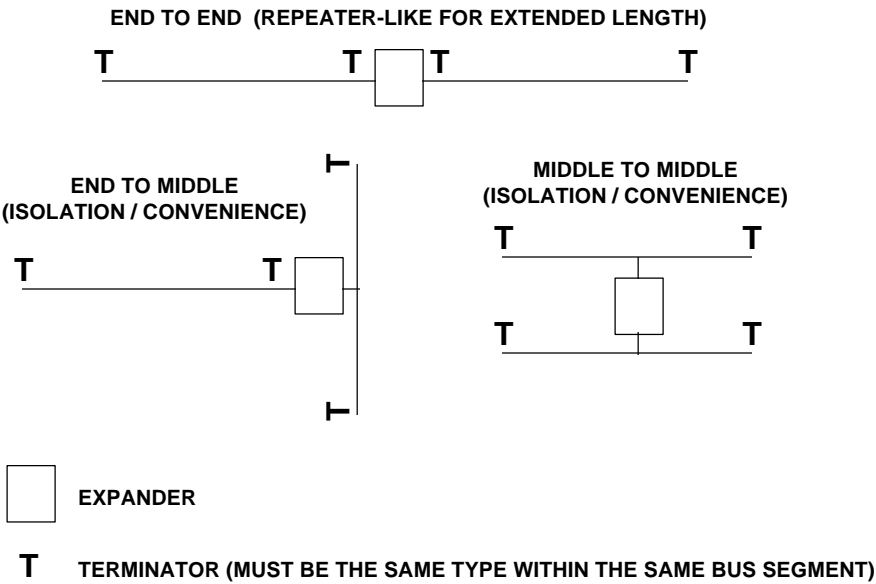 END TO END (REPEATER-LIKE FOR EXTENDED LENGTH)
T T T T
T
END TO MIDDLE
(ISOLATION / CONVENIENCE)
T T
T
MIDDLE TO MIDDLE
(ISOLATION / CONVENIENCE)
T T
T T
EXPANDER
T TERMINATOR (MUST BE THE SAME TYPE WITHIN THE SAME BUS SEGMENT)